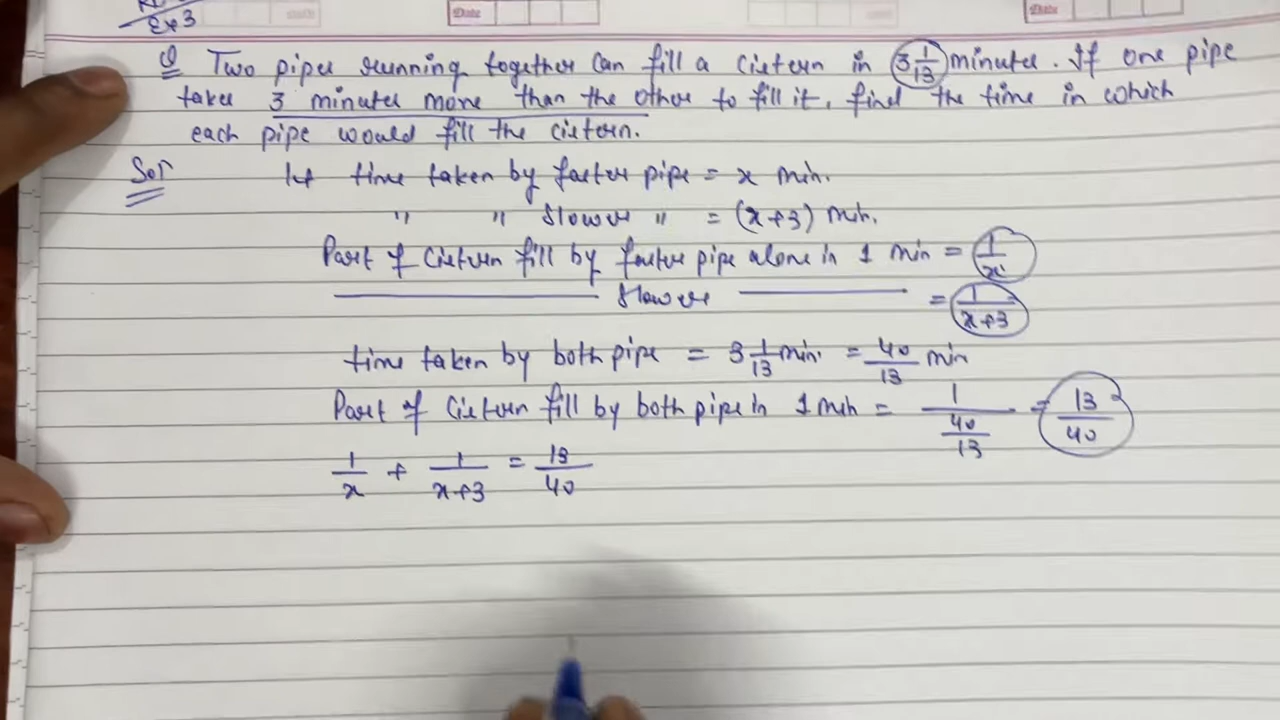 Date Date
Ex 3
Q Two pipes running together can fill a cistern in 3 1/13 minutes. If one pipe
takes 3 minutes more than the other to fill it, find the time in which
each pipe would fill the cistern.
Sol let time taken by faster pipe = x min.
" " slower " = (x+3) min.
Part of cistern fill by faster pipe alone in 1 min = 1/x
——— slower ——— = 1/(x+3)
time taken by both pipe = 3 1/13 min. = 40/13 min
Part of cistern fill by both pipe in 1 min = 1/(40/13) = 13/40
1/x + 1/(x+3) = 13/40